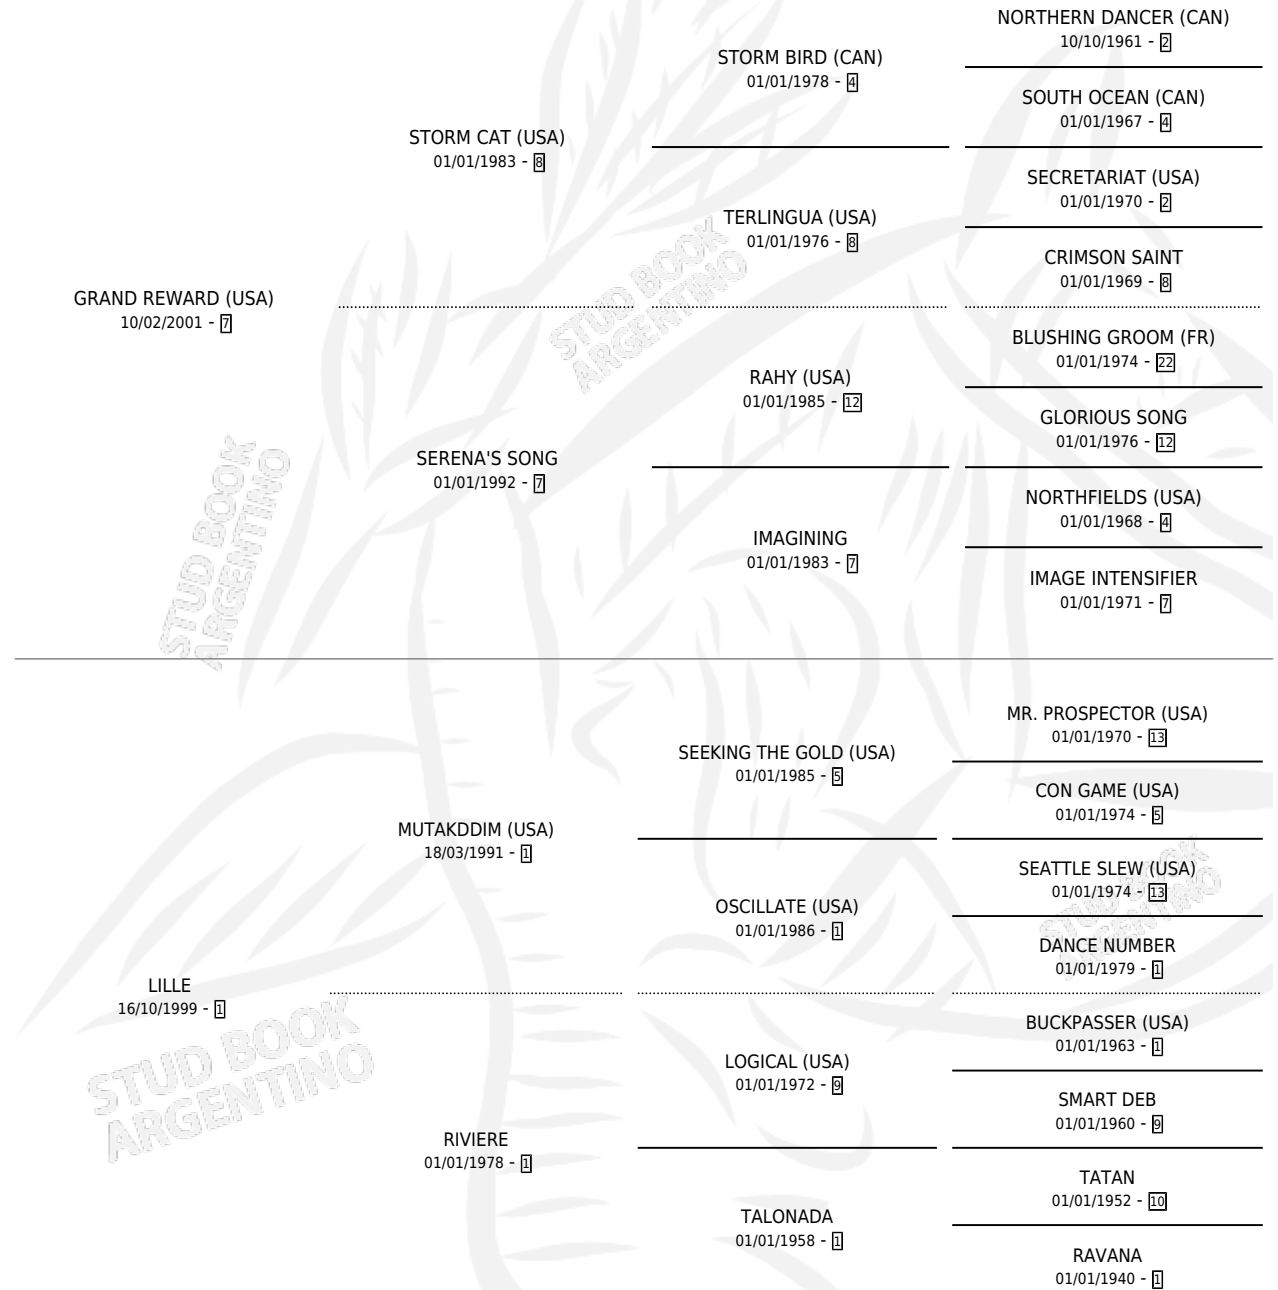 NORTHERN DANCER (CAN)
10/10/1961 - 2
STORM BIRD (CAN)
01/01/1978 - 4
SOUTH OCEAN (CAN)
01/01/1967 - 4
STORM CAT (USA)
01/01/1983 - 8
SECRETARIAT (USA)
01/01/1970 - 2
TERLINGUA (USA)
01/01/1976 - 8
CRIMSON SAINT
01/01/1969 - 8
GRAND REWARD (USA)
10/02/2001 - 7
BLUSHING GROOM (FR)
01/01/1974 - 22
RAHY (USA)
01/01/1985 - 12
GLORIOUS SONG
01/01/1976 - 12
SERENA'S SONG
01/01/1992 - 7
NORTHFIELDS (USA)
01/01/1968 - 4
IMAGINING
01/01/1983 - 7
IMAGE INTENSIFIER
01/01/1971 - 7
MR. PROSPECTOR (USA)
01/01/1970 - 13
SEEKING THE GOLD (USA)
01/01/1985 - 5
CON GAME (USA)
01/01/1974 - 5
MUTAKDDIM (USA)
18/03/1991 - 1
SEATTLE SLEW (USA)
01/01/1974 - 13
OSCILLATE (USA)
01/01/1986 - 1
DANCE NUMBER
01/01/1979 - 1
LILLE
16/10/1999 - 1
BUCKPASSER (USA)
01/01/1963 - 1
LOGICAL (USA)
01/01/1972 - 9
SMART DEB
01/01/1960 - 9
RIVIERE
01/01/1978 - 1
TATAN
01/01/1952 - 10
TALONADA
01/01/1958 - 1
RAVANA
01/01/1940 - 1
STUD BOOK
ARGENTINO
STUD BOOK
ARGENTINO
STUD BOOK
ARGENTINO
STUD BOOK
ARGENTINO